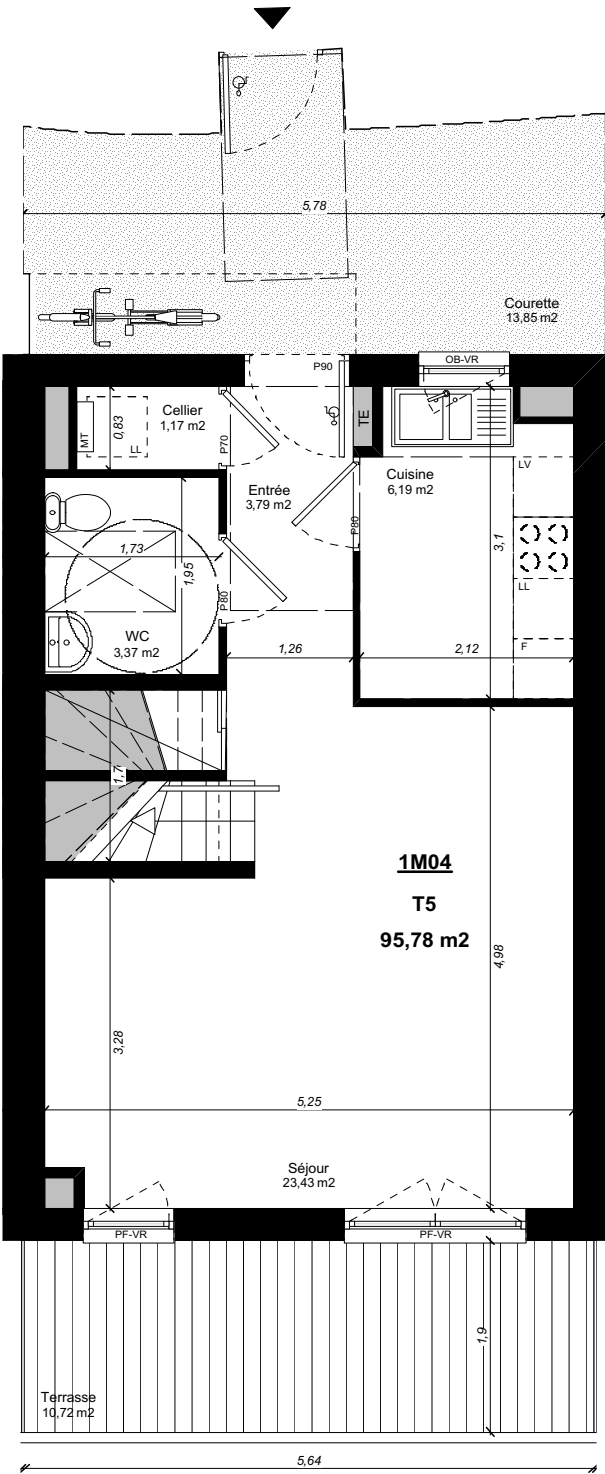 5,78
Courette
13,85 m2
P90
OB-VR
Cellier
1,17 m2
0,83
MT
LL
P70
TE
Entrée
3,79 m2
Cuisine
6,19 m2
LV
P80
3,1
1,73
1,95
LL
P80
WC
3,37 m2
F
1,26
2,12
1,7
1M04
T5
95,78 m2
4,98
3,28
5,25
Séjour
23,43 m2
PF-VR
PF-VR
1,9
Terrasse
10,72 m2
5,64